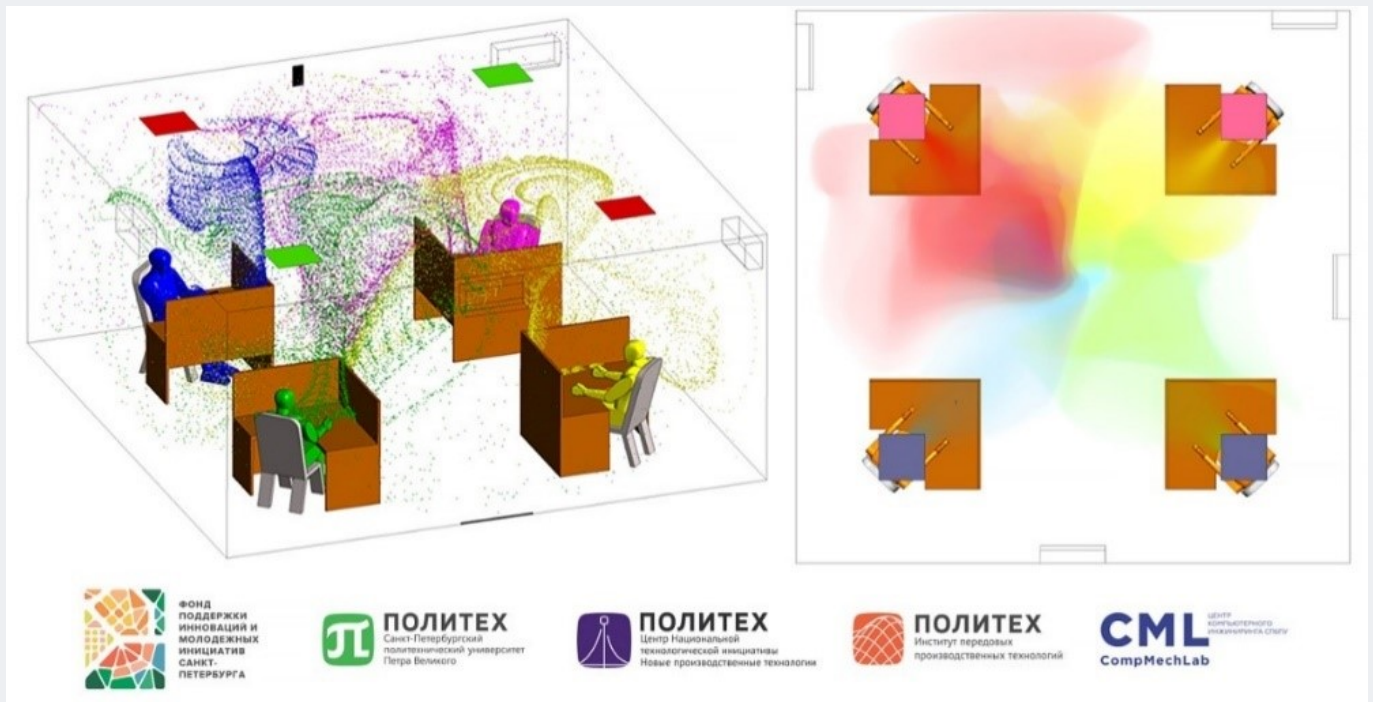 ФОНД
ПОДДЕРЖКИ
ИННОВАЦИЙ И
МОЛОДЕЖНЫХ
ИНИЦИАТИВ
САНКТ-
ПЕТЕРБУРГА
ПОЛИТЕХ
Санкт-Петербургский
политехнический университет
Петра Великого
ПОЛИТЕХ
Центр Национальной
технологической инициативы
Новые производственные технологии
ПОЛИТЕХ
Институт передовых
производственных технологий
CML
ЦЕНТР
КОМПЬЮТЕРНОГО
ИНЖИНИРИНГА СПбПУ
CompMechLab